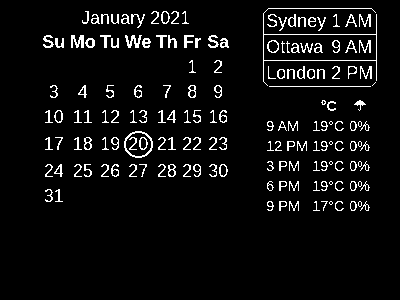 January 2021
Su Mo Tu We Th Fr Sa
1 2
3 4 5 6 7 8 9
10 11 12 13 14 15 16
17 18 19 20 21 22 23
24 25 26 27 28 29 30
31
Sydney 1 AM
Ottawa 9 AM
London 2 PM
°C ☂
9 AM 19°C 0%
12 PM 19°C 0%
3 PM 19°C 0%
6 PM 19°C 0%
9 PM 17°C 0%